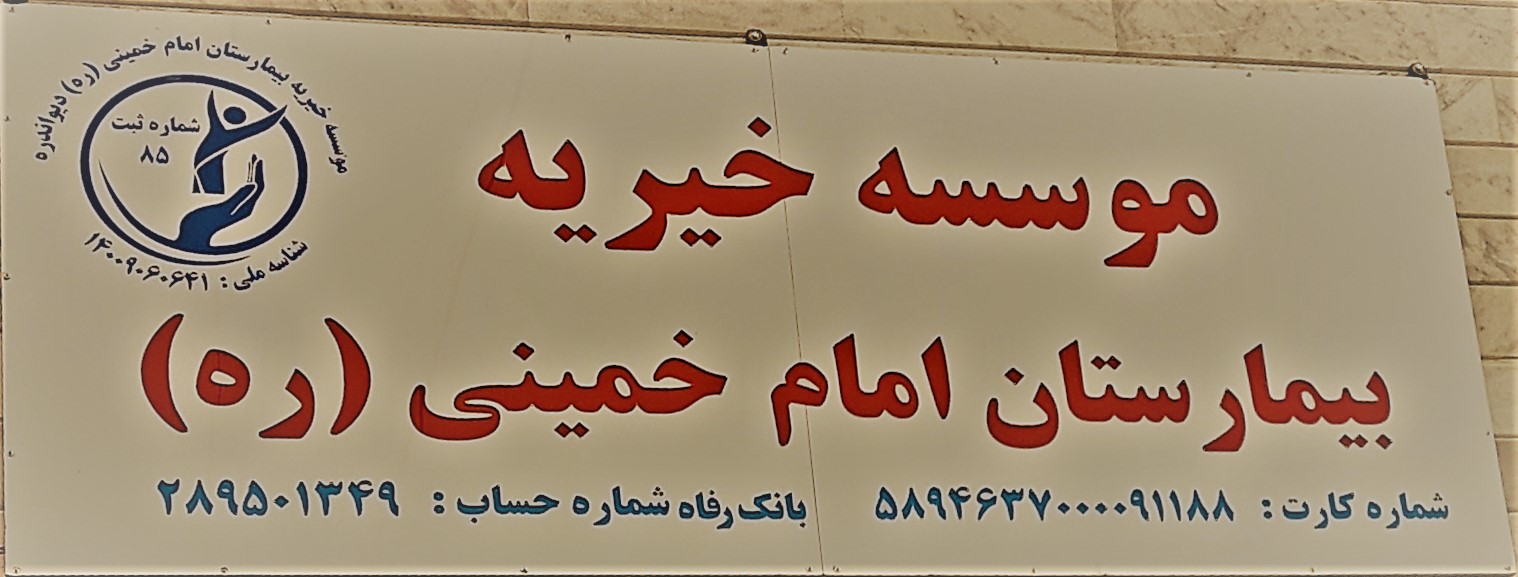 موسسه خیریه بیمارستان امام خمینی (ره) دیواندره
شماره ثبت
۸۵
شناسه ملی : ۱۴۰۰۹۰۶۰۶۴۱
موسسه خیریه
بیمارستان امام خمینی (ره)
شماره کارت : ۵۸۹۴۶۳۷۰۰۰۰۹۱۱۸۸ بانک رفاه شماره حساب : ۲۸۹۵۰۱۳۴۹